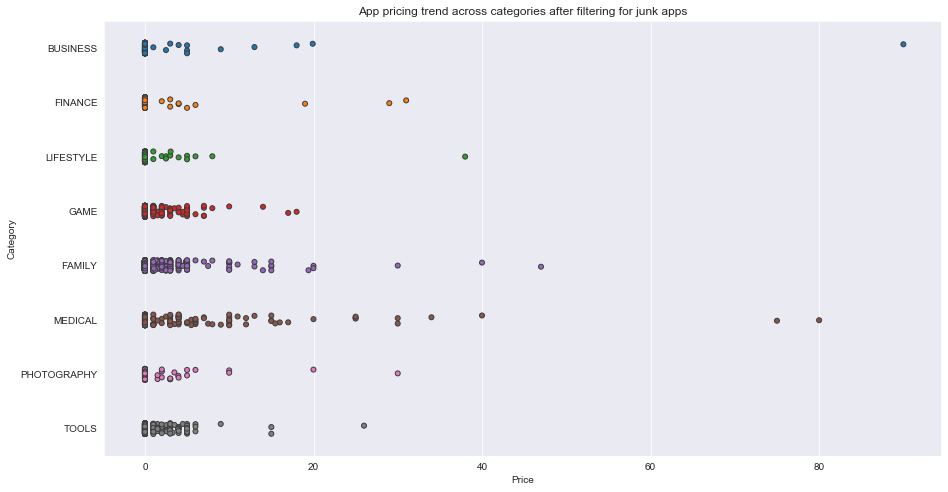 App pricing trend across categories after filtering for junk apps
Category
BUSINESS
FINANCE
LIFESTYLE
GAME
FAMILY
MEDICAL
PHOTOGRAPHY
TOOLS
0 20 40 60 80
Price